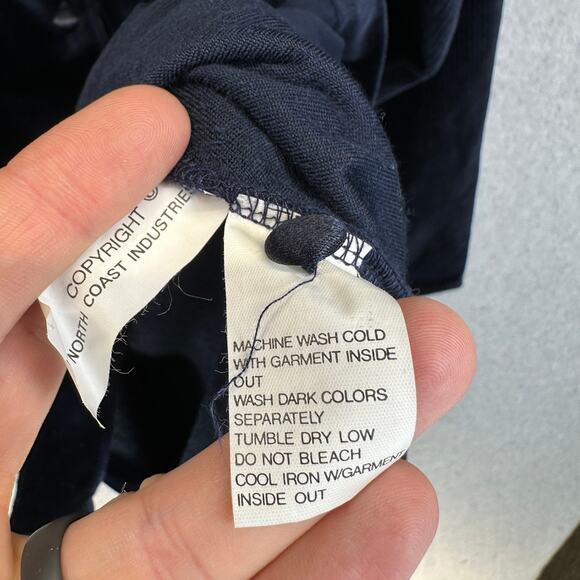 COPYRIGHT ©
NORTH COAST INDUSTRIES
MACHINE WASH COLD
WITH GARMENT INSIDE
OUT
WASH DARK COLORS
SEPARATELY
TUMBLE DRY LOW
DO NOT BLEACH
COOL IRON W/GARMENT
INSIDE OUT